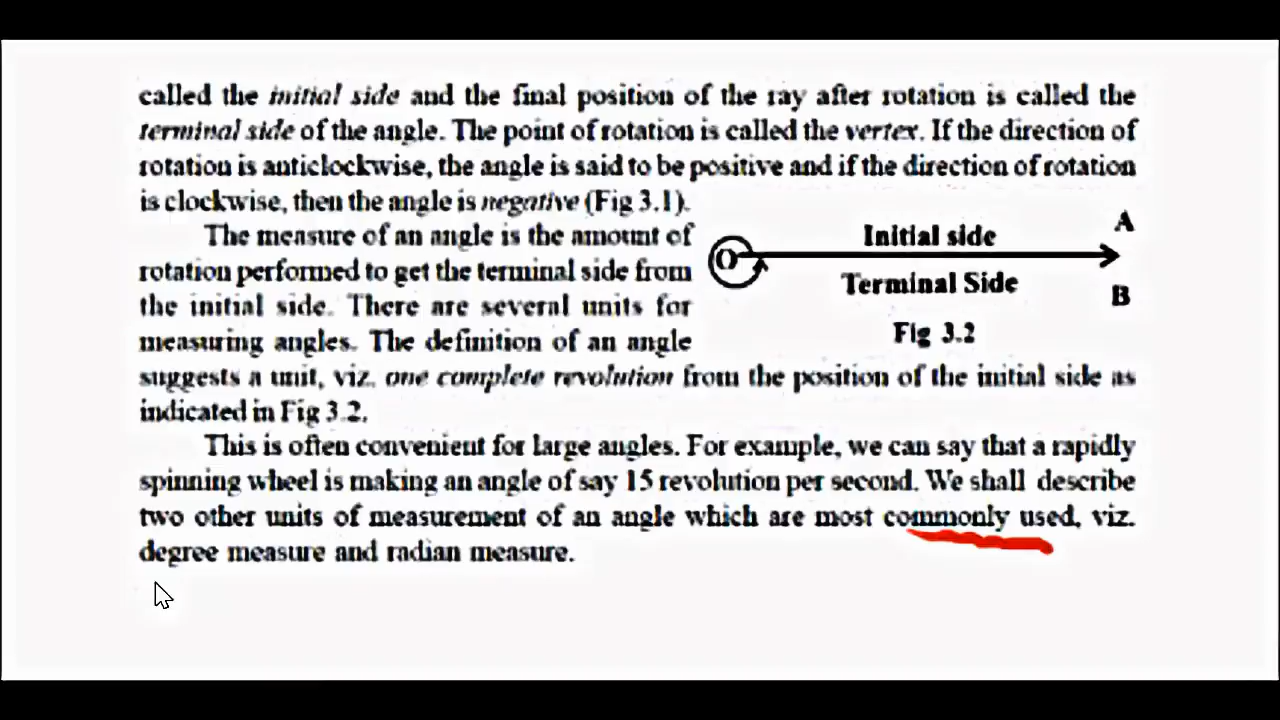 called the initial side and the final position of the ray after rotation is called the
terminal side of the angle. The point of rotation is called the vertex. If the direction of
rotation is anticlockwise, the angle is said to be positive and if the direction of rotation
is clockwise, then the angle is negative (Fig 3.1).
The measure of an angle is the amount of
rotation performed to get the terminal side from
the initial side. There are several units for
measuring angles. The definition of an angle
O
Initial side
A
Terminal Side
B
Fig 3.2
suggests a unit, viz. one complete revolution from the position of the initial side as
indicated in Fig 3.2.
This is often convenient for large angles. For example, we can say that a rapidly
spinning wheel is making an angle of say 15 revolution per second. We shall describe
two other units of measurement of an angle which are most commonly used, viz.
degree measure and radian measure.